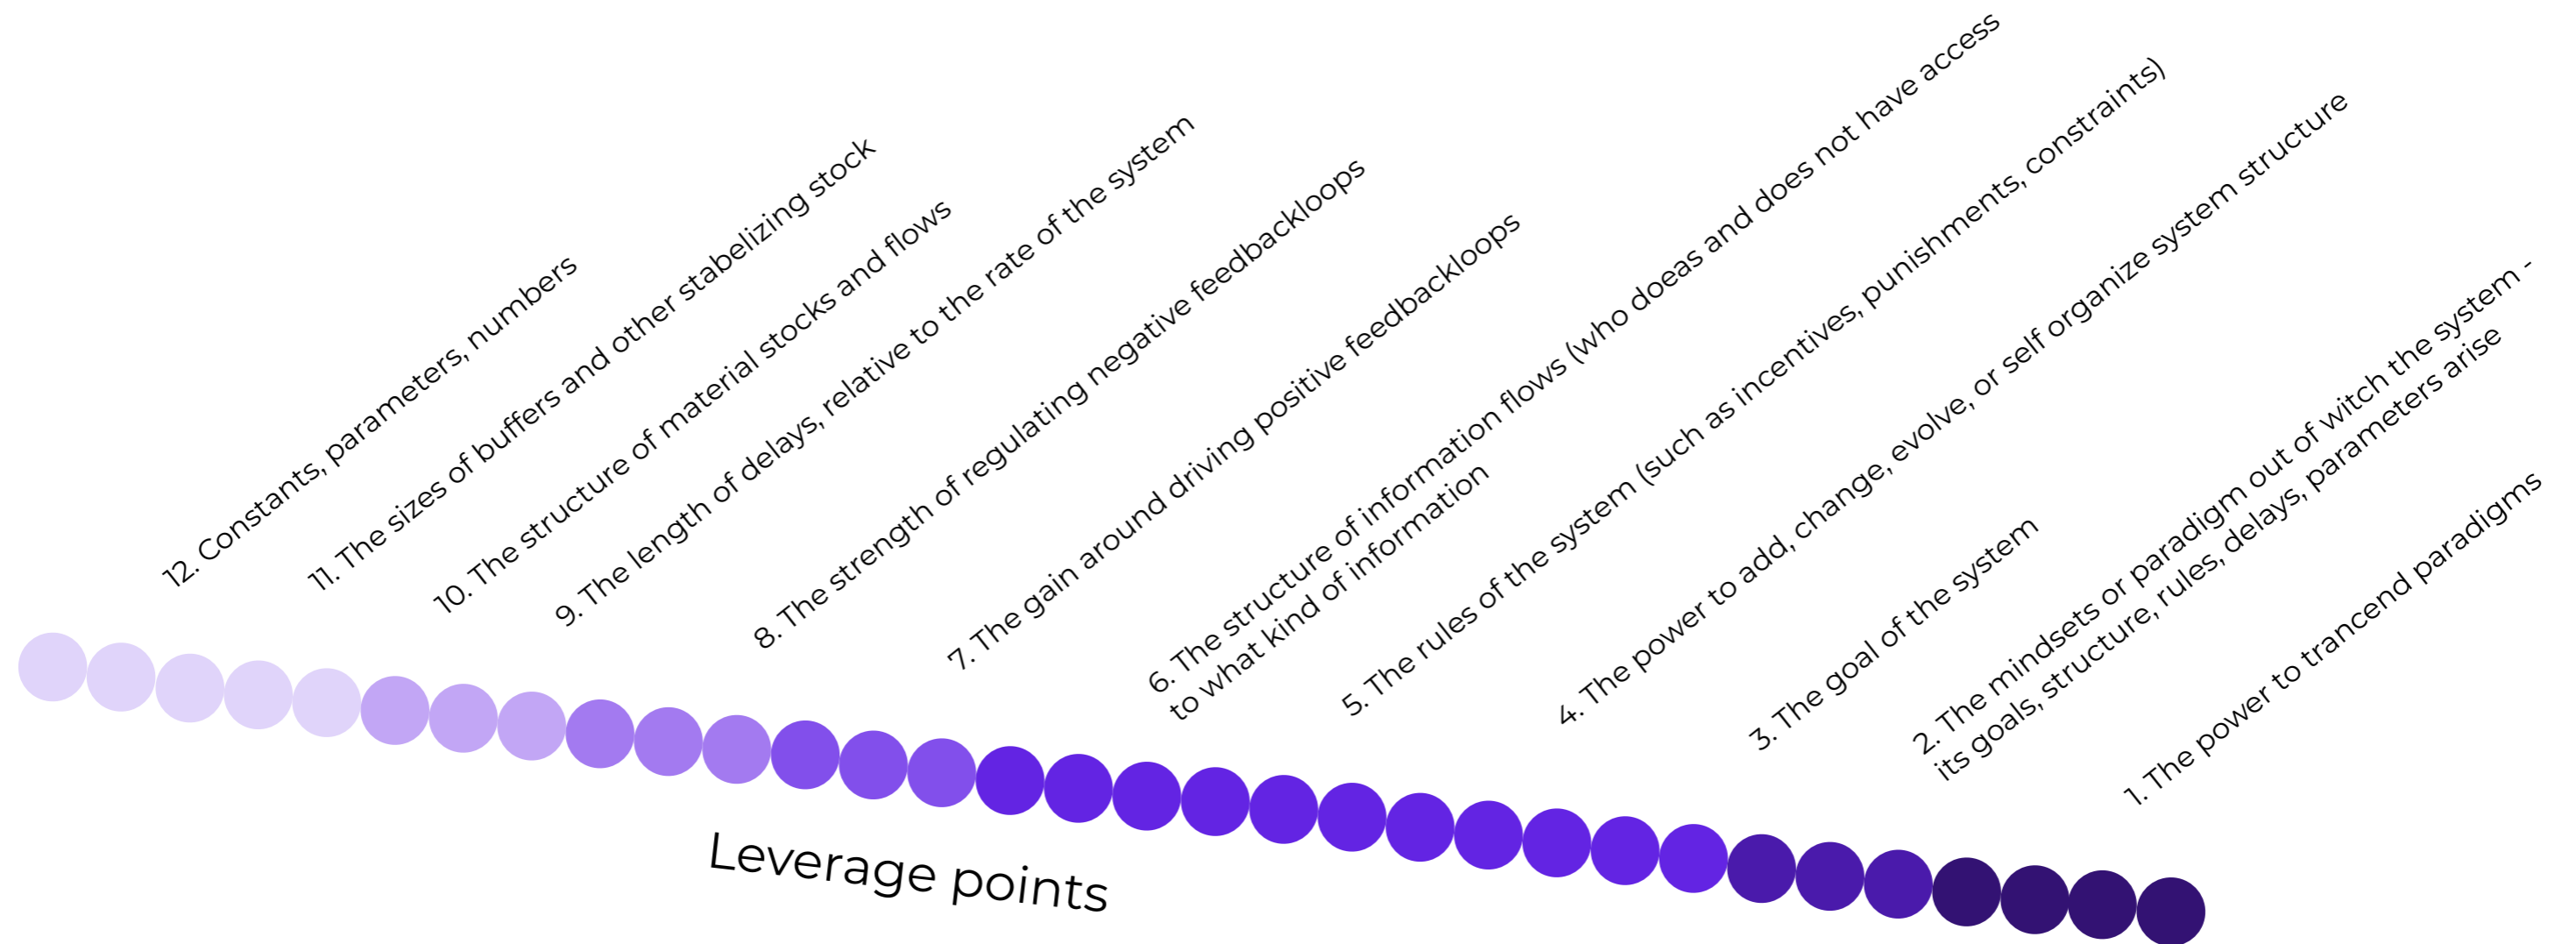 12. Constants, parameters, numbers
11. The sizes of buffers and other stabelizing stock
10. The structure of material stocks and flows
9. The length of delays, relative to the rate of the system
8. The strength of regulating negative feedbackloops
7. The gain around driving positive feedbackloops
6. The structure of information flows (who doeas and does not have access
to what kind of information
5. The rules of the system (such as incentives, punishments, constraints)
4. The power to add, change, evolve, or self organize system structure
3. The goal of the system
2. The mindsets or paradigm out of witch the system -
its goals, structure, rules, delays, parameters arise
1. The power to trancend paradigms
Leverage points